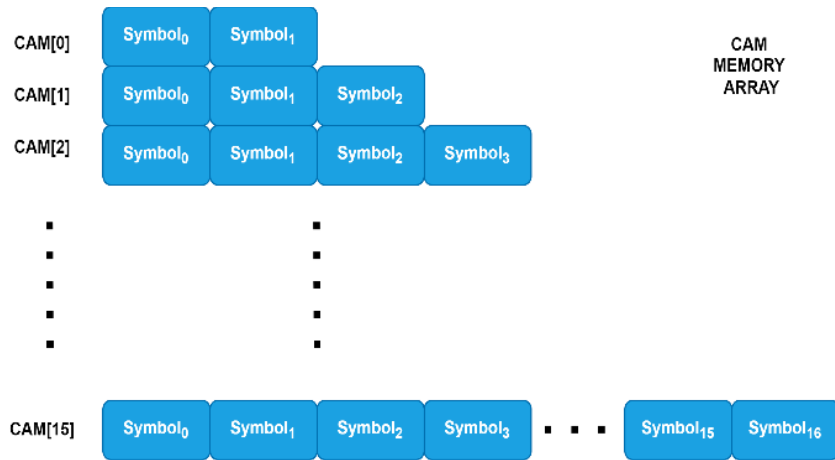 CAM[0] Symbol₀ Symbol₁
CAM MEMORY ARRAY
CAM[1] Symbol₀ Symbol₁ Symbol₂
CAM[2] Symbol₀ Symbol₁ Symbol₂ Symbol₃
CAM[15] Symbol₀ Symbol₁ Symbol₂ Symbol₃ ... Symbol₁₅ Symbol₁₆